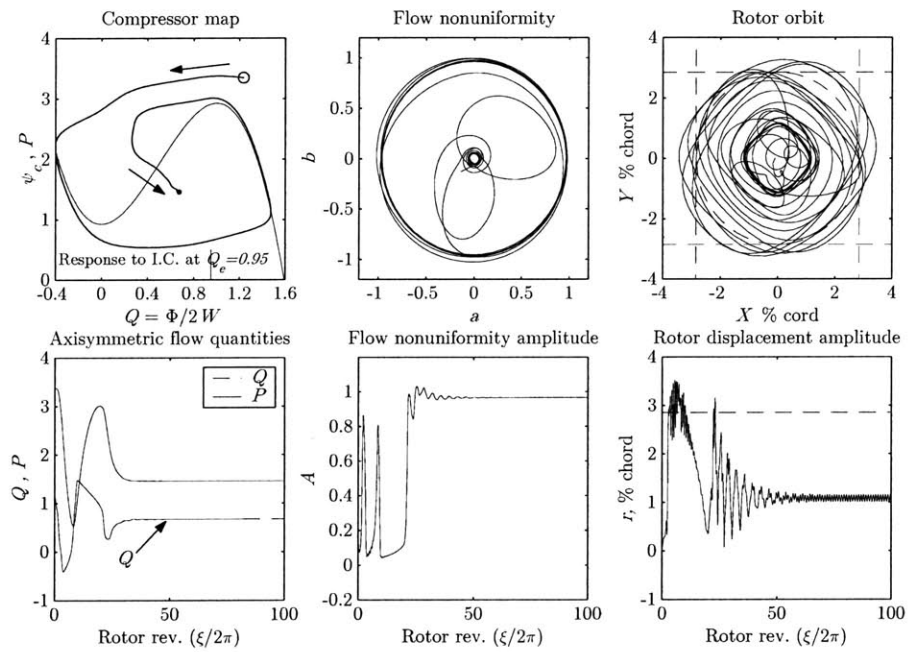 Compressor map
4
3
2
1
0
ψc, P
Response to I.C. at Qe=0.95
-0.4 0 0.4 0.8 1.2 1.6
Q = Φ/2 W
Flow nonuniformity
1
0.5
0
-0.5
-1
b
-1 -0.5 0 0.5 1
a
Rotor orbit
4
2
0
-2
-4
Y % chord
-4 -2 0 2 4
X % cord
Axisymmetric flow quantities
4
3
2
1
0
-1
Q , P
Q
P
Q
0 50 100
Rotor rev. (ξ/2π)
Flow nonuniformity amplitude
1.2
1
0.8
0.6
0.4
0.2
0
-0.2
A
0 50 100
Rotor rev. (ξ/2π)
Rotor displacement amplitude
4
3
2
1
0
-1
r, % chord
0 50 100
Rotor rev. (ξ/2π)